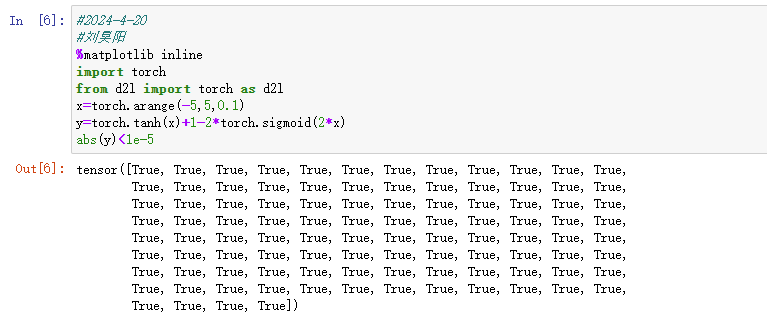 In [6]: #2024-4-20
#刘昊阳
%matplotlib inline
import torch
from d2l import torch as d2l
x=torch.arange(-5,5,0.1)
y=torch.tanh(x)+1-2*torch.sigmoid(2*x)
abs(y)<1e-5
Out[6]: tensor([True, True, True, True, True, True, True, True, True, True, True, True,
True, True, True, True, True, True, True, True, True, True, True, True,
True, True, True, True, True, True, True, True, True, True, True, True,
True, True, True, True, True, True, True, True, True, True, True, True,
True, True, True, True, True, True, True, True, True, True, True, True,
True, True, True, True, True, True, True, True, True, True, True, True,
True, True, True, True, True, True, True, True, True, True, True, True,
True, True, True, True, True, True, True, True, True, True, True, True,
True, True, True, True])